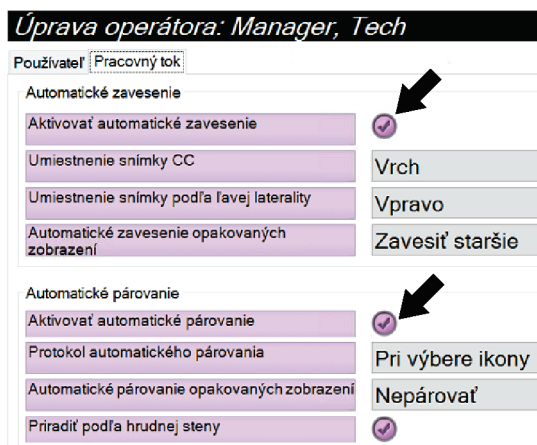 Úprava operátora: Manager, Tech
Používateľ Pracovný tok
Automatické zavesenie
Aktivovať automatické zavesenie
Umiestnenie snímky CC Vrch
Umiestnenie snímky podľa ľavej laterality Vpravo
Automatické zavesenie opakovaných
zobrazení Zavesiť staršie
Automatické párovanie
Aktivovať automatické párovanie
Protokol automatického párovania Pri výbere ikony
Automatické párovanie opakovaných zobrazení Nepárovať
Priradiť podľa hrudnej steny